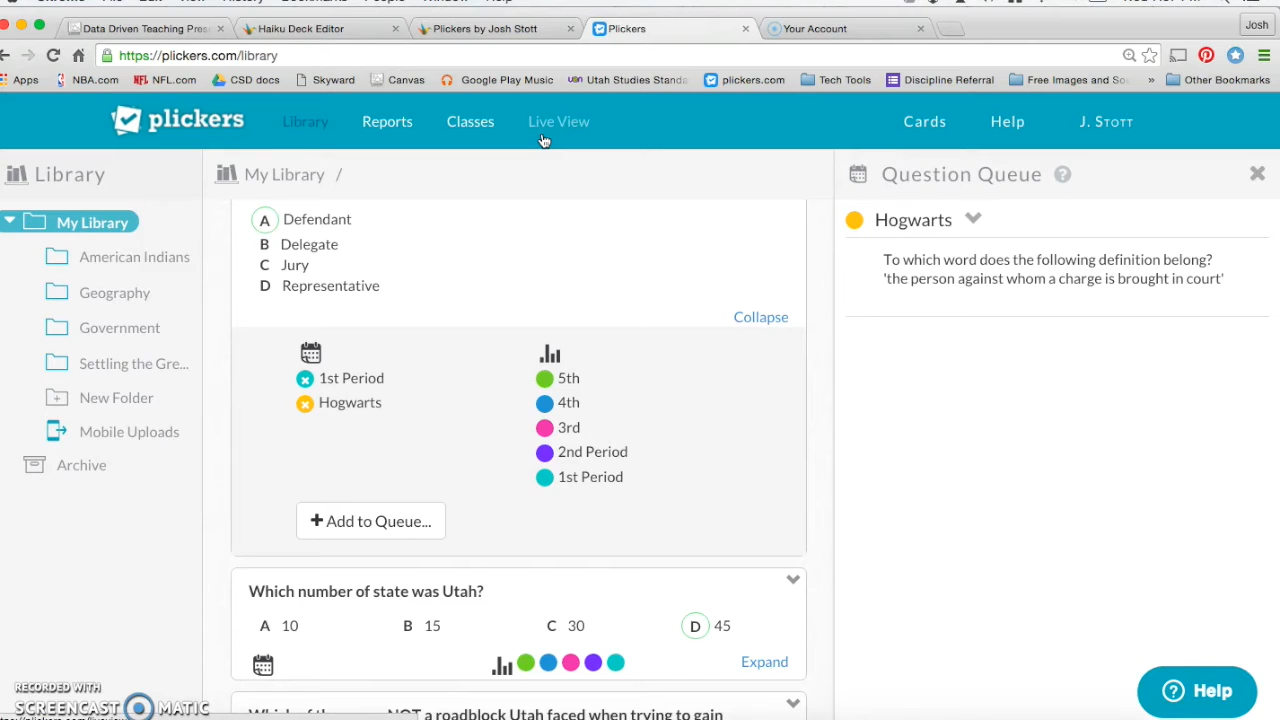 Data Driven Teaching Pres
Haiku Deck Editor
Plickers by Josh Stott
Plickers
Your Account
Josh
https://plickers.com/library
Apps
NBA.com
NFL.com
CSD docs
Skyward
Canvas
Google Play Music
Utah Studies Standa
plickers.com
Tech Tools
Discipline Referral
Free Images and Sou
»
Other Bookmarks
plickers
Library
Reports
Classes
Live View
Cards
Help
J. Stott
Library
My Library /
Question Queue ?
My Library
American Indians
Geography
Government
Settling the Gre...
New Folder
Mobile Uploads
Archive
A Defendant
B Delegate
C Jury
D Representative
Collapse
1st Period
Hogwarts
5th
4th
3rd
2nd Period
1st Period
+ Add to Queue...
Which number of state was Utah?
A 10 B 15 C 30 D 45
Expand
NOT a roadblock Utah faced when trying to gain
Hogwarts
To which word does the following definition belong?
'the person against whom a charge is brought in court'
? Help
RECORDED WITH
SCREENCAST MATIC